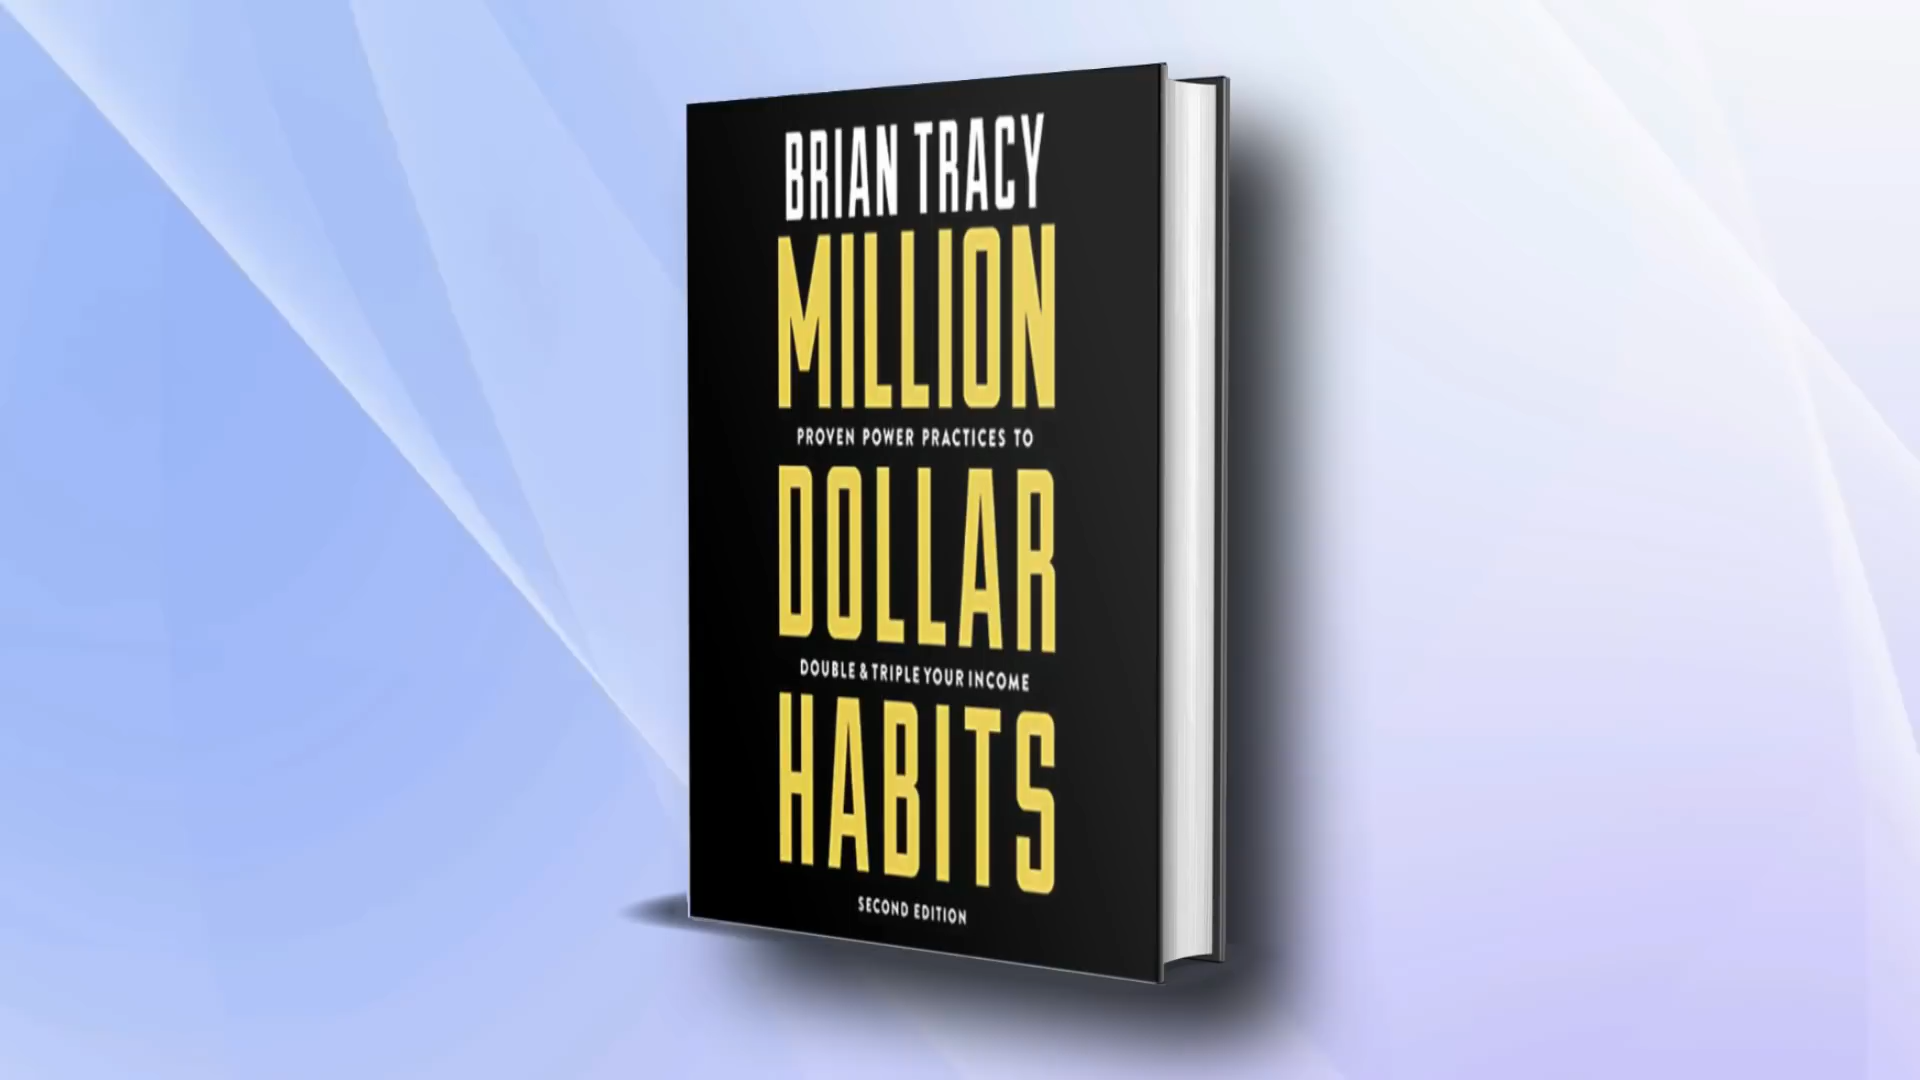 BRIAN TRACY
MILLION
PROVEN POWER PRACTICES TO
DOLLAR
DOUBLE & TRIPLE YOUR INCOME
HABITS
SECOND EDITION